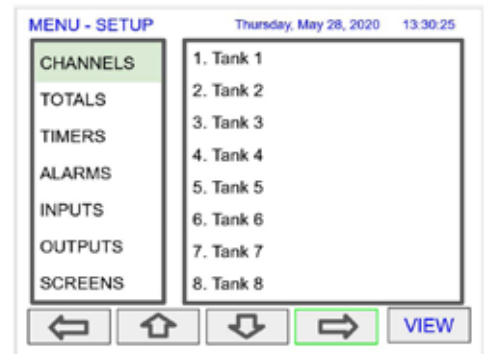 MENU - SETUP Thursday, May 28, 2020 13:30:25
CHANNELS
TOTALS
TIMERS
ALARMS
INPUTS
OUTPUTS
SCREENS
1. Tank 1
2. Tank 2
3. Tank 3
4. Tank 4
5. Tank 5
6. Tank 6
7. Tank 7
8. Tank 8
VIEW